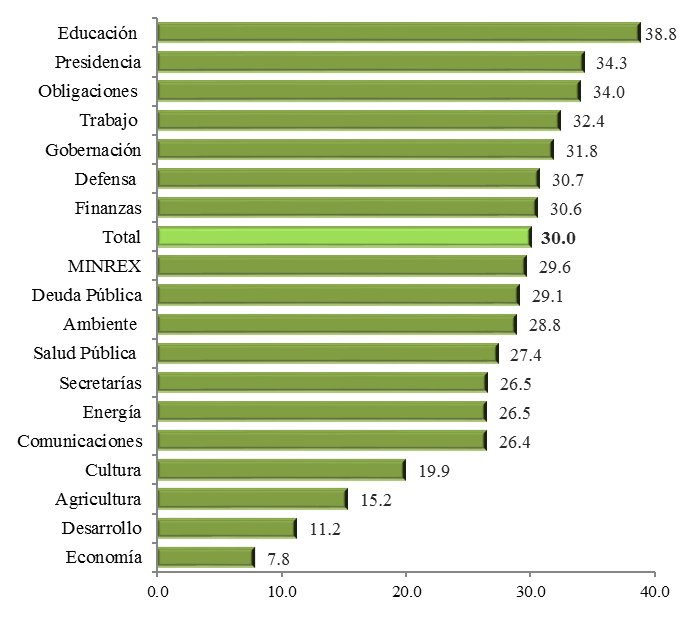 Educación 38.8
Presidencia 34.3
Obligaciones 34.0
Trabajo 32.4
Gobernación 31.8
Defensa 30.7
Finanzas 30.6
Total 30.0
MINREX 29.6
Deuda Pública 29.1
Ambiente 28.8
Salud Pública 27.4
Secretarías 26.5
Energía 26.5
Comunicaciones 26.4
Cultura 19.9
Agricultura 15.2
Desarrollo 11.2
Economía 7.8
0.0 10.0 20.0 30.0 40.0